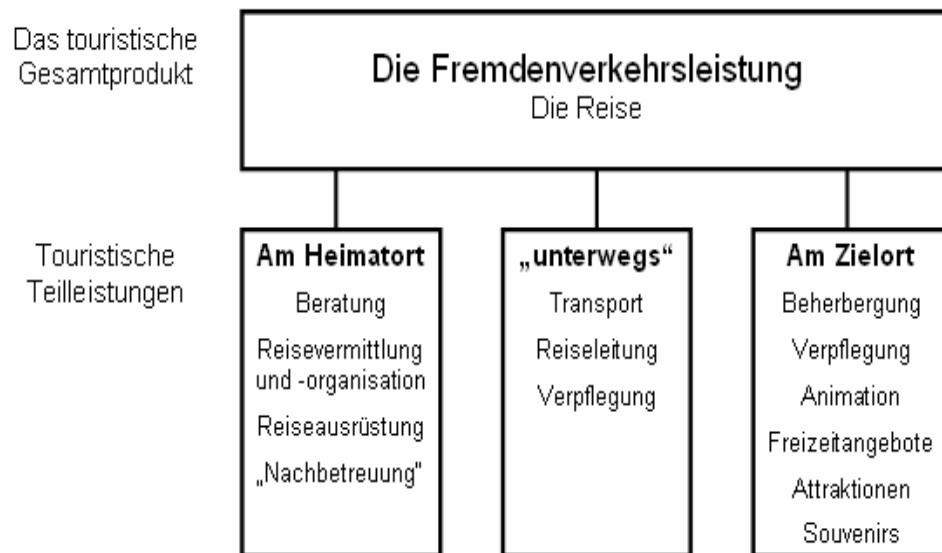 Das touristische
Gesamtprodukt
Die Fremdenverkehrsleistung
Die Reise
Touristische
Teilleistungen
Am Heimatort
Beratung
Reisevermittlung
und -organisation
Reiseausrüstung
„Nachbetreuung"
„unterwegs“
Transport
Reiseleitung
Verpflegung
Am Zielort
Beherbergung
Verpflegung
Animation
Freizeitangebote
Attraktionen
Souvenirs